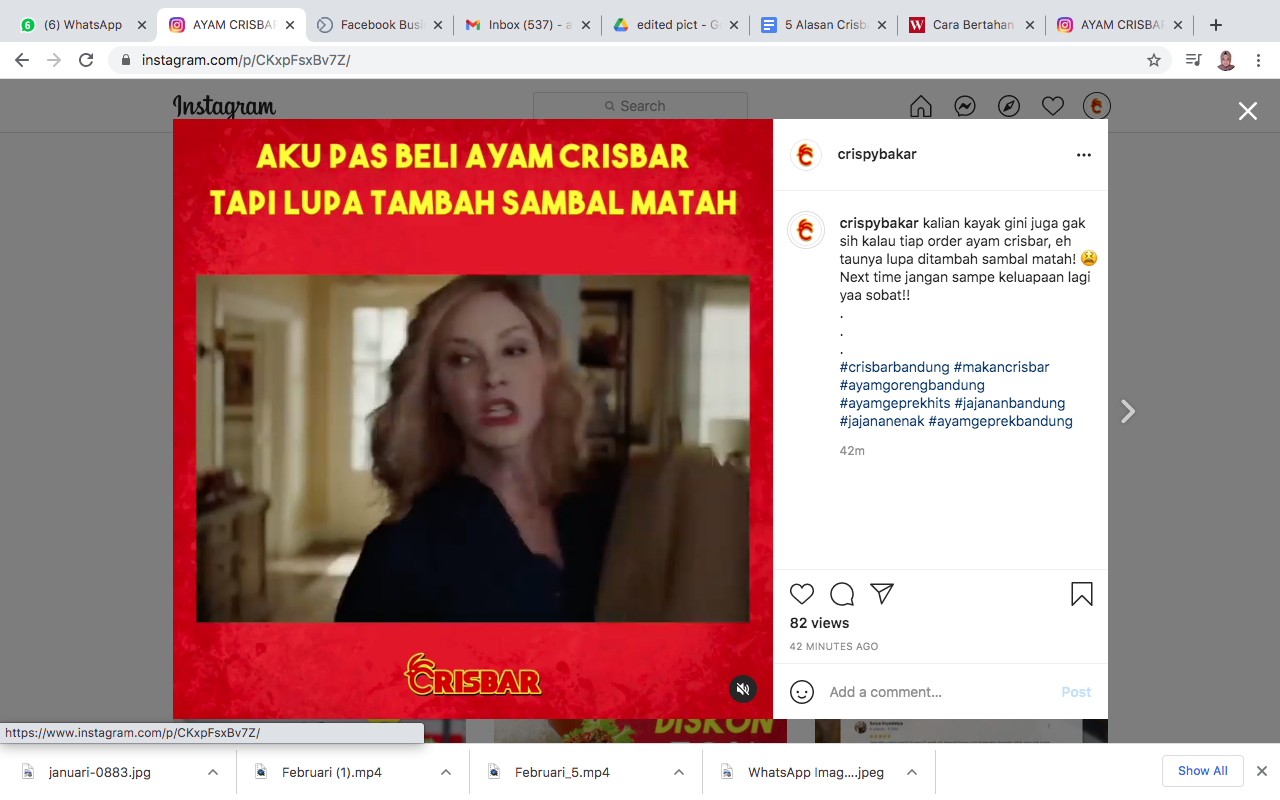 (6) WhatsApp
AYAM CRISBAR
Facebook Busi
Inbox (537) - a
edited pict - G
5 Alasan Crisb
Cara Bertahan
AYAM CRISBAR
instagram.com/p/CKxpFsxBv7Z/
Instagram
Search
AKU PAS BELI AYAM CRISBAR
TAPI LUPA TAMBAH SAMBAL MATAH
CRISBAR
crispybakar
crispybakar kalian kayak gini juga gak
sih kalau tiap order ayam crisbar, eh
taunya lupa ditambah sambal matah! 😫
Next time jangan sampe keluapaan lagi
yaa sobat!!
.
.
.
#crisbarbandung #makancrisbar
#ayamgorengbandung
#ayamgeprekhits #jajananbandung
#jajananenak #ayamgeprekbandung
42m
82 views
42 MINUTES AGO
Add a comment...
Post
DISKON
https://www.instagram.com/p/CKxpFsxBv7Z/
januari-0883.jpg
Februari (1).mp4
Februari_5.mp4
WhatsApp Imag....jpeg
Show All